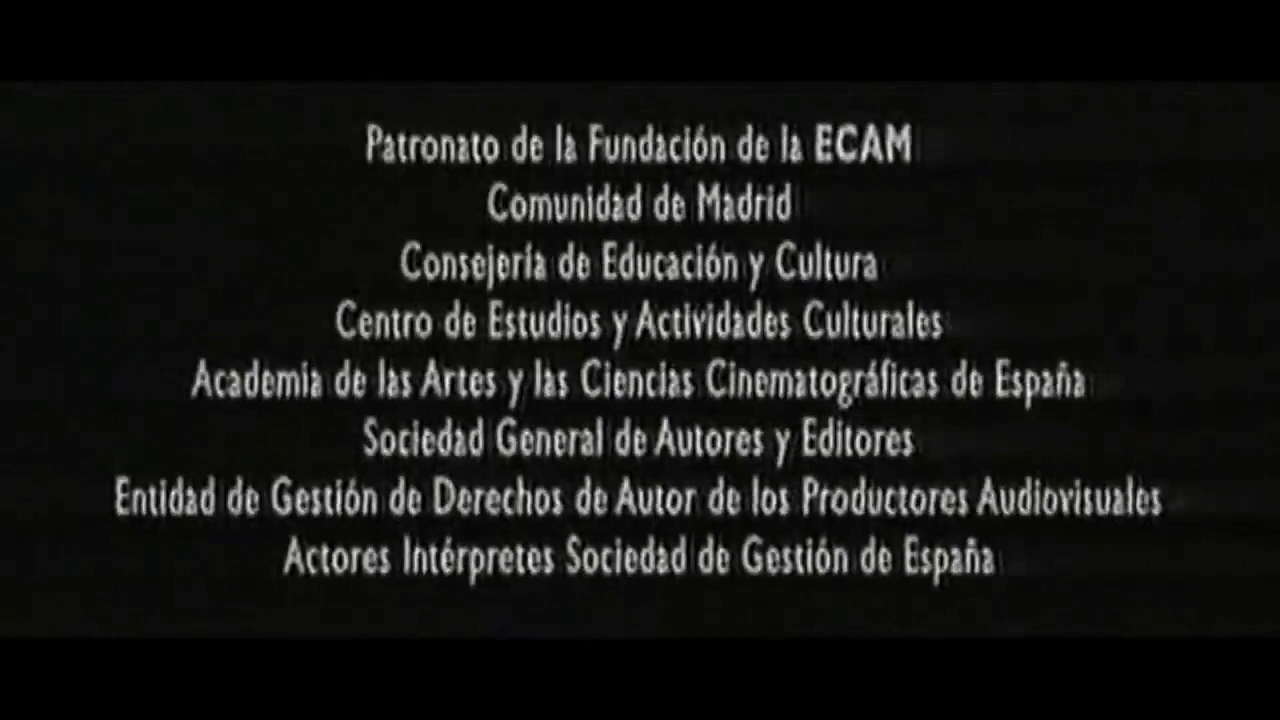 Patronato de la Fundación de la ECAM
Comunidad de Madrid
Consejería de Educación y Cultura
Centro de Estudios y Actividades Culturales
Academia de las Artes y las Ciencias Cinematográficas de España
Sociedad General de Autores y Editores
Entidad de Gestión de Derechos de Autor de los Productores Audiovisuales
Actores Intérpretes Sociedad de Gestión de España